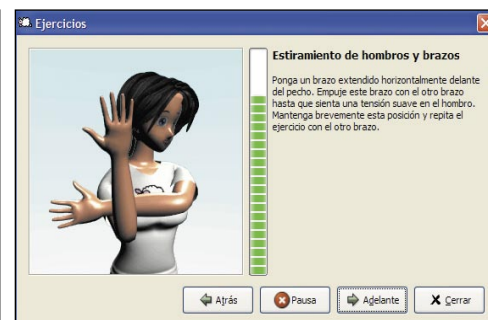 Ejercicios
Estiramiento de hombros y brazos
Ponga un brazo extendido horizontalmente delante
del pecho. Empuje este brazo con el otro brazo
hasta que sienta una tensión suave en el hombro.
Mantenga brevemente esta posición y repita el
ejercicio con el otro brazo.
Atrás
Pausa
Adelante
Cerrar